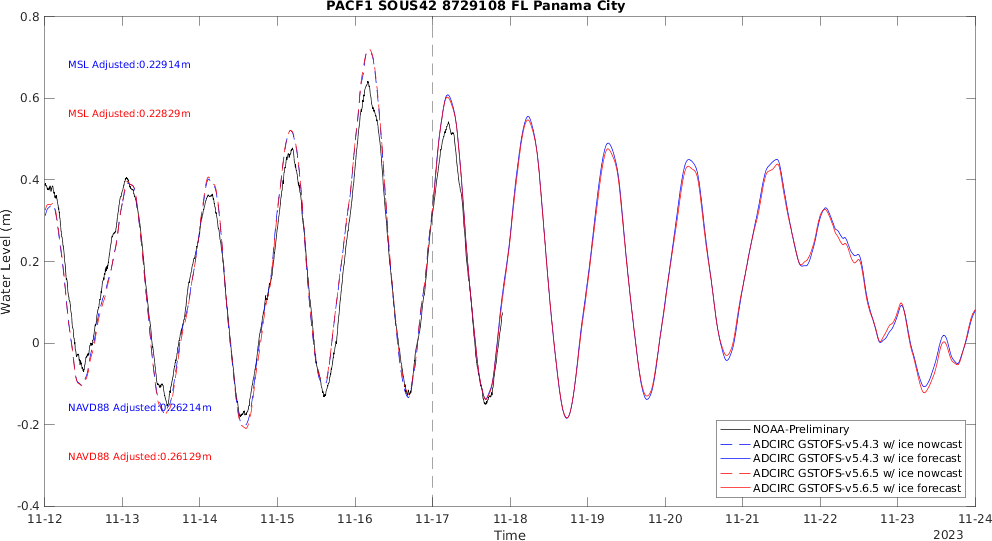 PACF1 SOUS42 8729108 FL Panama City
0.8
0.6
0.4
0.2
0
-0.2
-0.4
Water Level (m)
MSL Adjusted:0.22914m
MSL Adjusted:0.22829m
NAVD88 Adjusted:0.26214m
NAVD88 Adjusted:0.26129m
NOAA-Preliminary
ADCIRC GSTOFS-v5.4.3 w/ ice nowcast
ADCIRC GSTOFS-v5.4.3 w/ ice forecast
ADCIRC GSTOFS-v5.6.5 w/ ice nowcast
ADCIRC GSTOFS-v5.6.5 w/ ice forecast
11-12 11-13 11-14 11-15 11-16 11-17 11-18 11-19 11-20 11-21 11-22 11-23 11-24
Time
2023